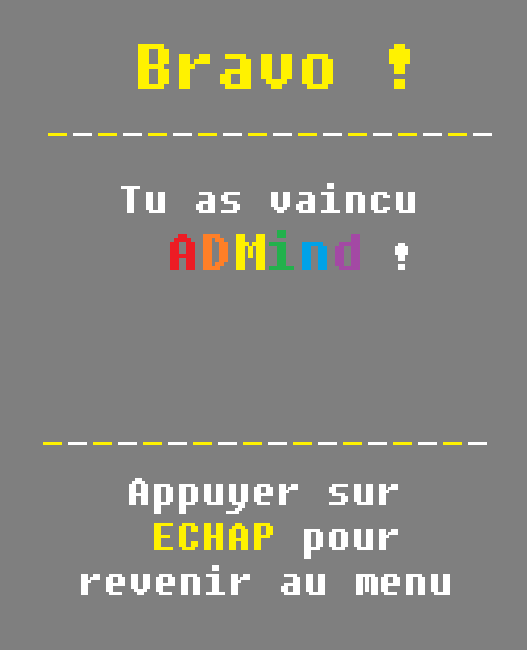 Bravo !
Tu as vaincu
ADMind !
Appuyer sur
ECHAP pour
revenir au menu